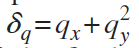 δ_q = q_x + q_y^2